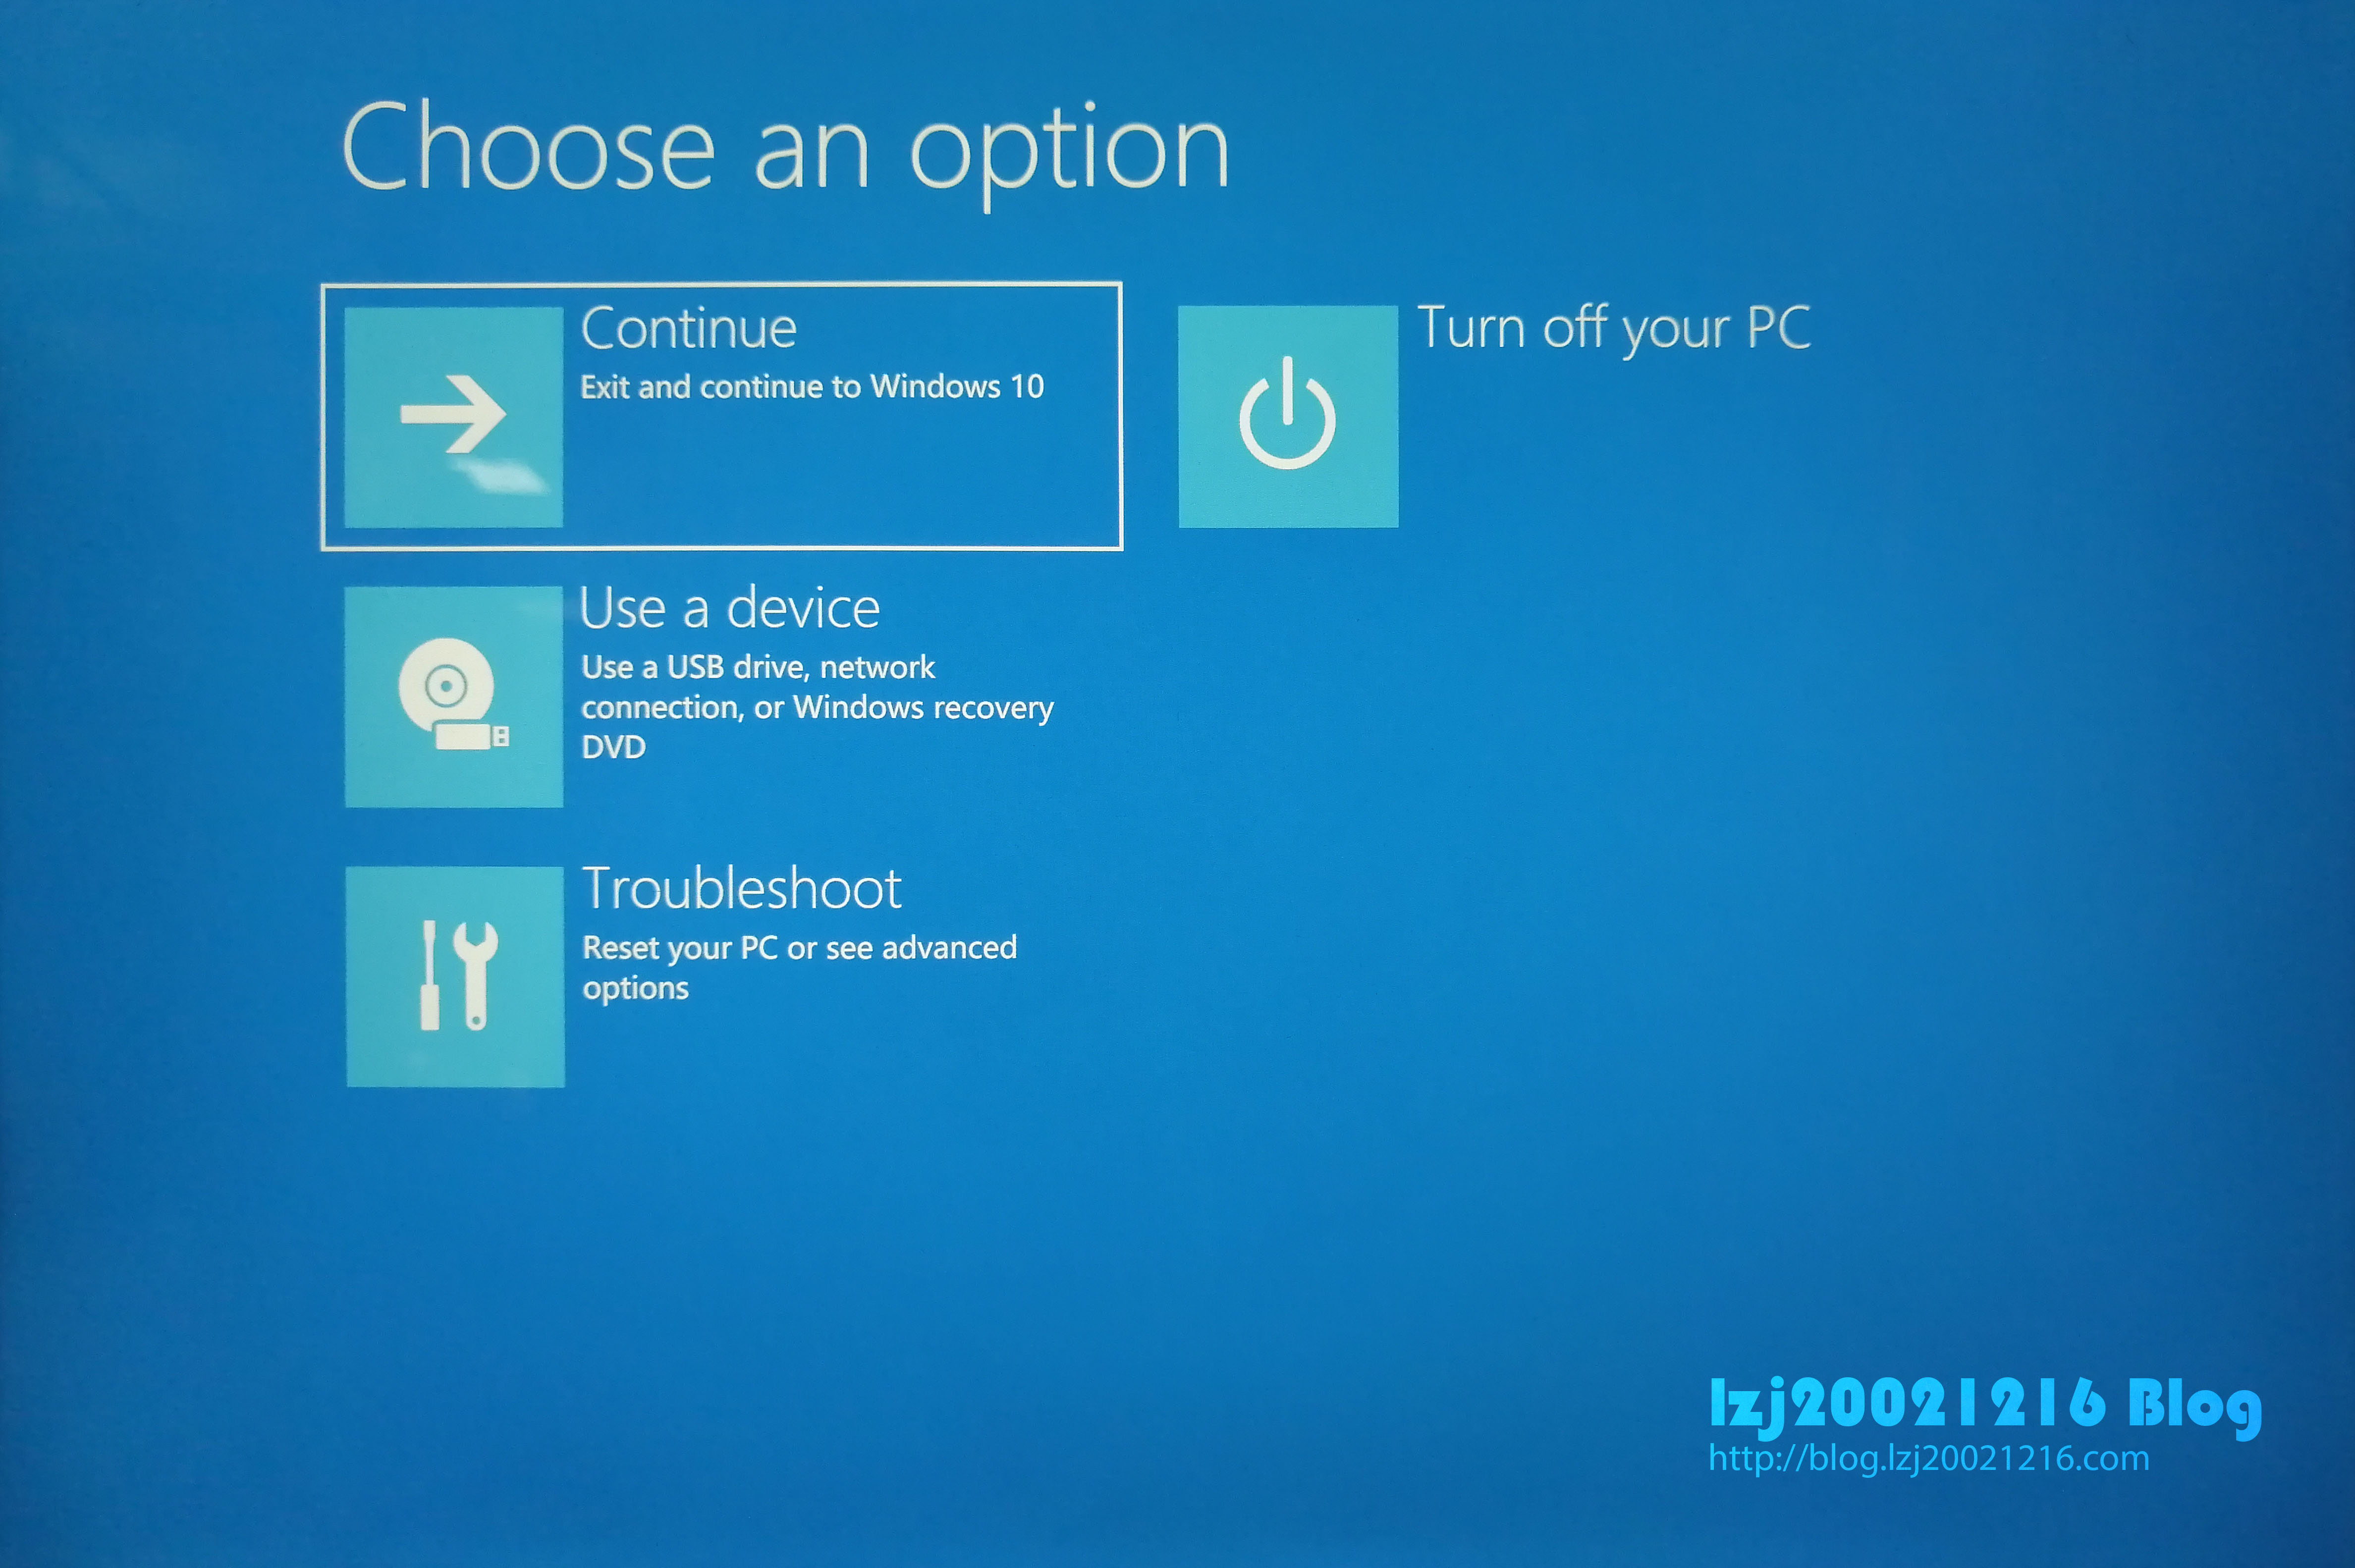 Choose an option
Continue
Exit and continue to Windows 10
Turn off your PC
Use a device
Use a USB drive, network
connection, or Windows recovery
DVD
Troubleshoot
Reset your PC or see advanced
options
lzj20021216 Blog
http://blog.lzj20021216.com